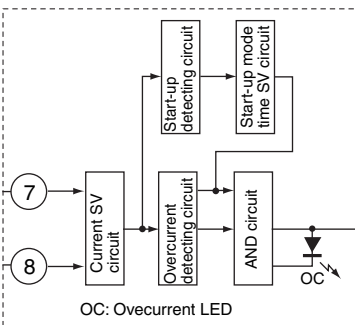 Start-up
detecting circuit
Start-up mode
time SV circuit
7
8
Current SV
circuit
Overcurrent
detecting circuit
AND circuit
OC
OC: Ovecurrent LED